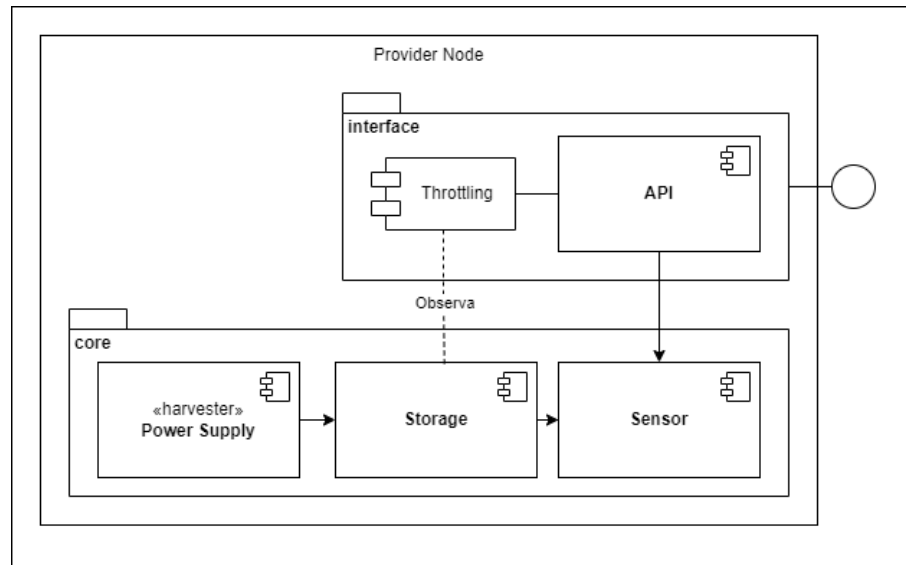 Provider Node
interface
Throttling
API
Observa
core
«harvester»
Power Supply
Storage
Sensor